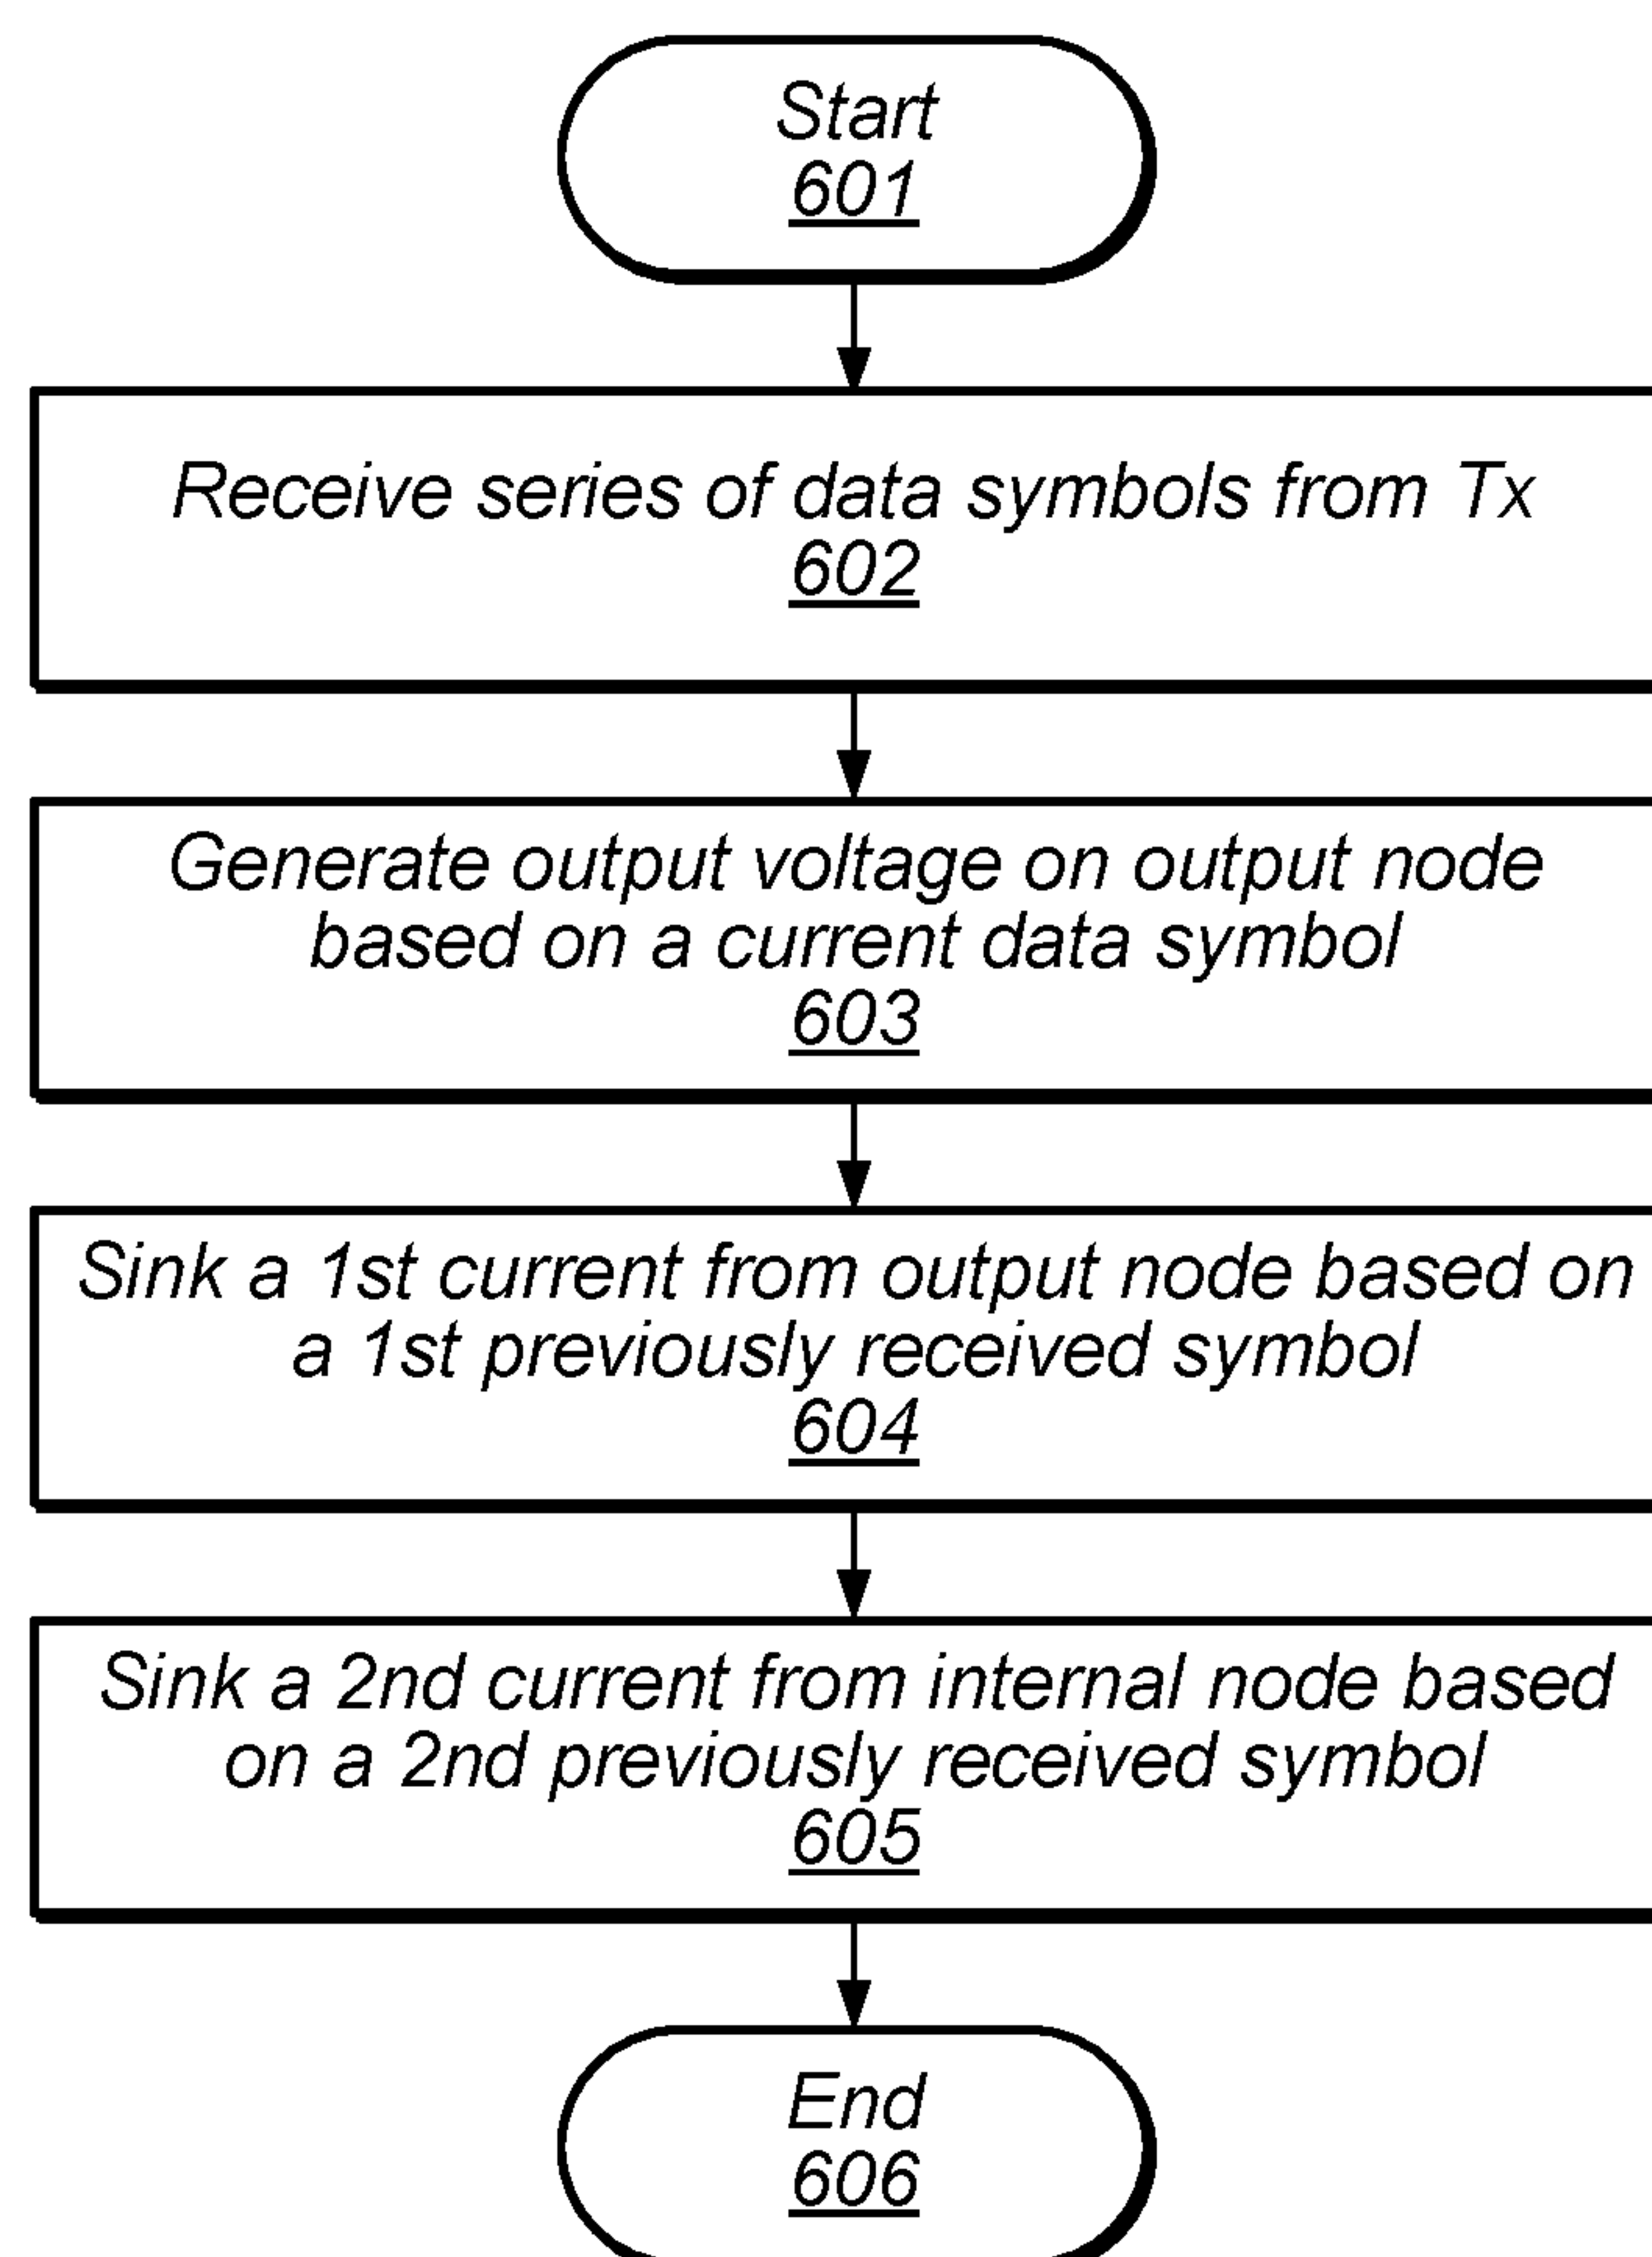 Start
601
Receive series of data symbols from Tx
602
Generate output voltage on output node
based on a current data symbol
603
Sink a 1st current from output node based on
a 1st previously received symbol
604
Sink a 2nd current from internal node based
on a 2nd previously received symbol
605
End
606